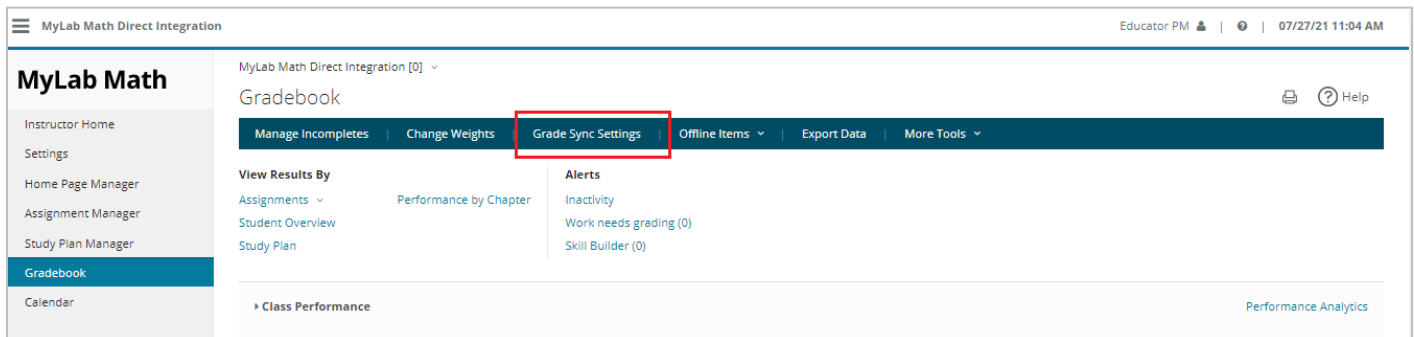 MyLab Math Direct Integration
Educator PM | | 07/27/21 11:04 AM
MyLab Math
Instructor Home
Settings
Home Page Manager
Assignment Manager
Study Plan Manager
Gradebook
Calendar
MyLab Math Direct Integration [0]
Gradebook
? Help
Manage Incompletes | Change Weights | Grade Sync Settings | Offline Items | Export Data | More Tools
View Results By
Assignments
Performance by Chapter
Student Overview
Study Plan
Alerts
Inactivity
Work needs grading (0)
Skill Builder (0)
Class Performance
Performance Analytics